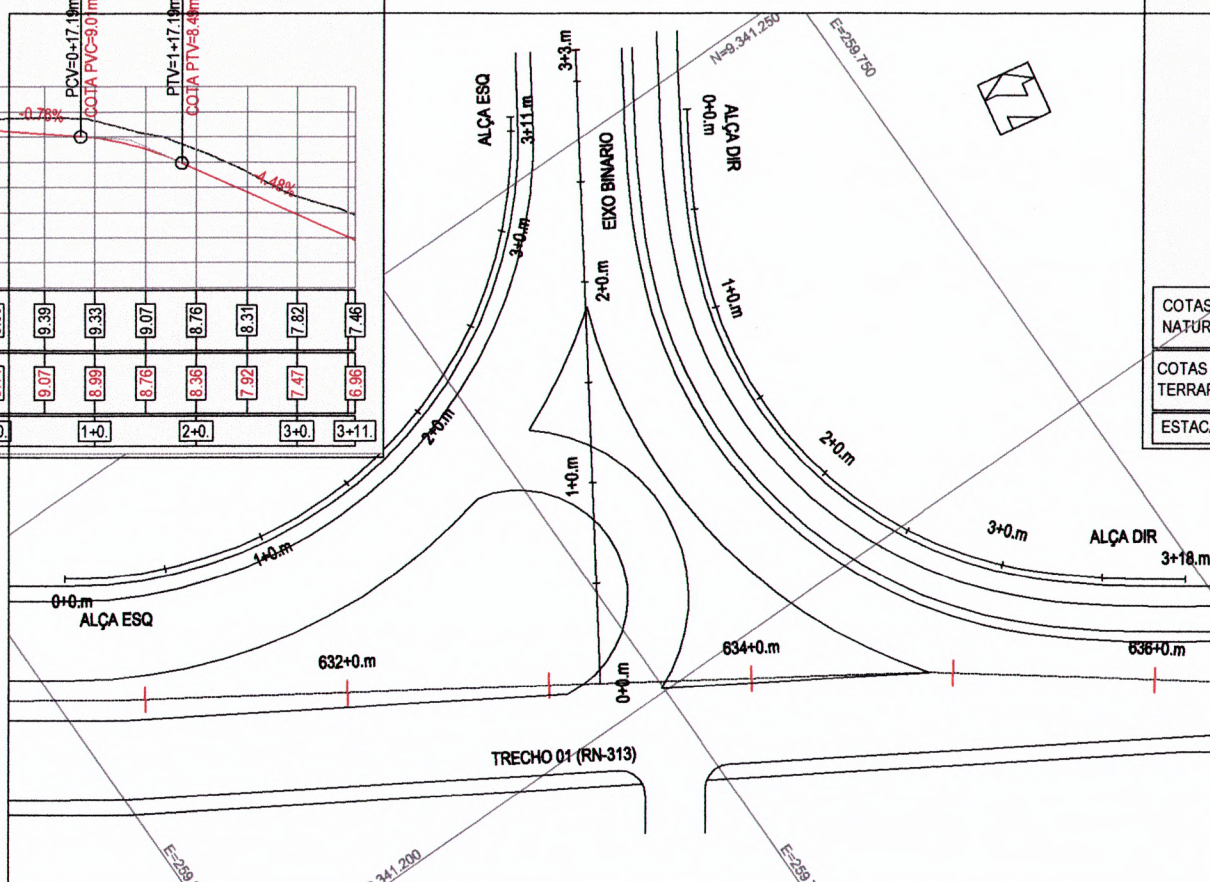 PCV=0+17.19m
COTA PVC=9.01m
PTV=1+17.19m
COTA PTV=8.49m
-0.78%
-4.48%
9.39
9.33
9.07
8.76
8.31
7.82
7.46
9.07
8.99
8.76
8.36
7.92
7.47
6.96
1+0.
2+0.
3+0.
3+11.
ALÇA ESQ
3+11 m
3+0.m
2+0.m
1+0.m
0+0.m
ALÇA ESQ
3+3.m
EIXO BINARIO
2+0.m
1+0.m
0+0.m
N=9.341.250
E=259.750
ALÇA DIR
0+0.m
1+0.m
2+0.m
3+0.m
ALÇA DIR
3+18.m
632+0.m
634+0.m
636+0.m
TRECHO 01 (RN-313)
COTAS
COTAS